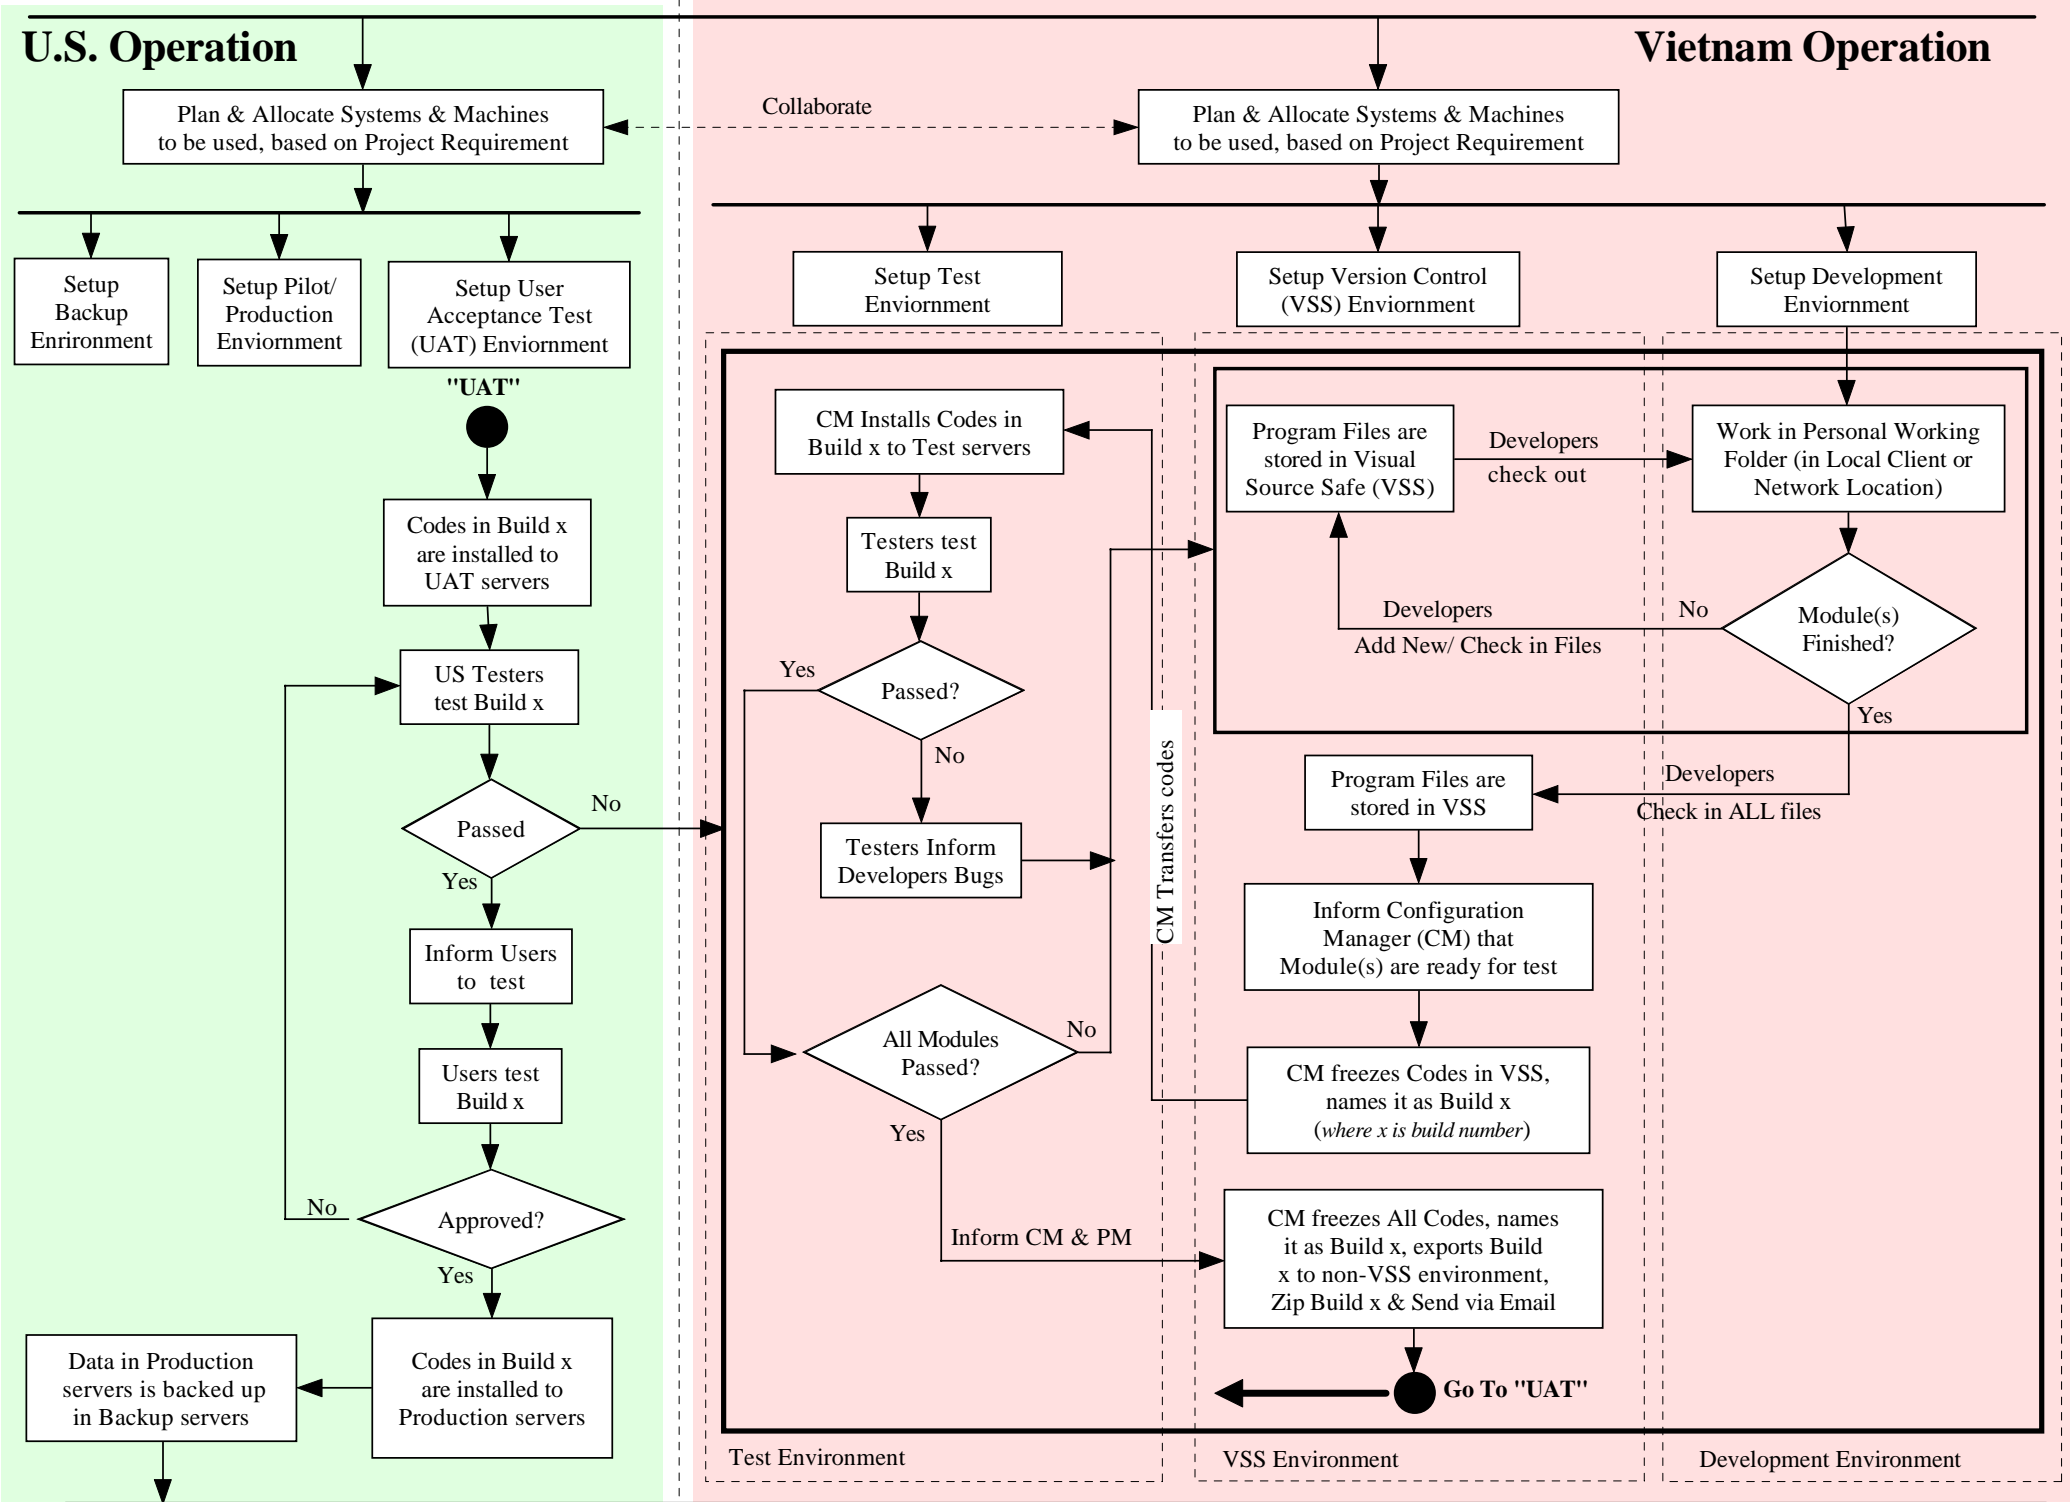 U.S. Operation
Vietnam Operation
Plan & Allocate Systems & Machines
to be used, based on Project Requirement
Collaborate
Plan & Allocate Systems & Machines
to be used, based on Project Requirement
Setup
Backup
Enrironment
Setup Pilot/
Production
Enviornment
Setup User
Acceptance Test
(UAT) Enviornment
"UAT"
Codes in Build x
are installed to
UAT servers
US Testers
test Build x
Passed
No
Yes
Inform Users
to  test
Users test
Build x
Approved?
No
Yes
Codes in Build x
are installed to
Production servers
Data in Production
servers is backed up
in Backup servers
Setup Test
Enviornment
Setup Version Control
(VSS) Enviornment
Setup Development
Enviornment
CM Installs Codes in
Build x to Test servers
Testers test
Build x
Passed?
Yes
No
Testers Inform
Developers Bugs
All Modules
Passed?
No
Yes
Inform CM & PM
CM Transfers codes
Program Files are
stored in Visual
Source Safe (VSS)
Developers
check out
Work in Personal Working
Folder (in Local Client or
Network Location)
Module(s)
Finished?
No
Developers
Add New/ Check in Files
Yes
Developers
Check in ALL files
Program Files are
stored in VSS
Inform Configuration
Manager (CM) that
Module(s) are ready for test
CM freezes Codes in VSS,
names it as Build x
(where x is build number)
CM freezes All Codes, names
it as Build x, exports Build
x to non-VSS environment,
Zip Build x & Send via Email
Go To "UAT"
Test Environment
VSS Environment
Development Environment